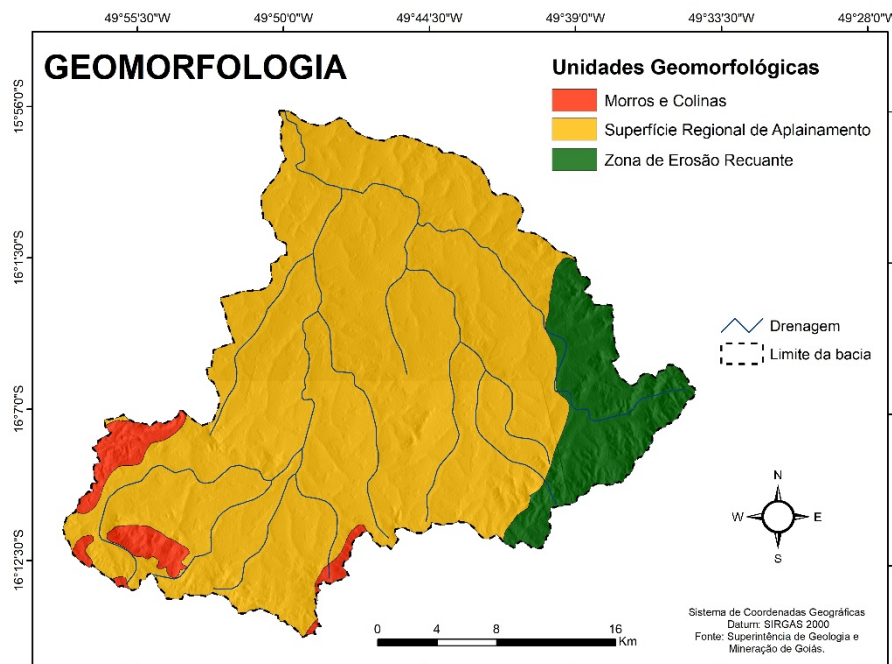 49°55'30"W 49°50'0"W 49°44'30"W 49°39'0"W 49°33'30"W 49°28'0"W
GEOMORFOLOGIA
Unidades Geomorfológicas
Morros e Colinas
Superfície Regional de Aplainamento
Zona de Erosão Recuante
15°56'0"S
16°1'30"S
16°7'0"S
16°12'30"S
Drenagem
Limite da bacia
N
W E
S
0 4 8 16
Km
Sistema de Coordenadas Geográficas
Datum: SIRGAS 2000
Fonte: Superintência de Geologia e
Mineração de Goiás.